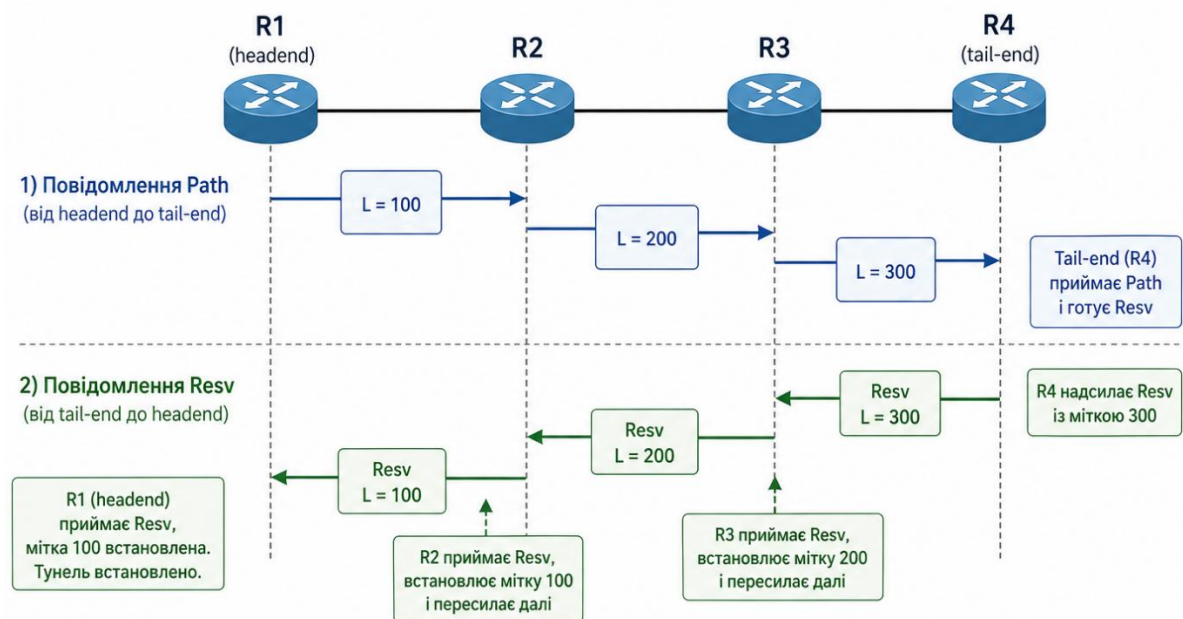 R1
(headend)
R2
R3
R4
(tail-end)
1) Повідомлення Path
(від headend до tail-end)
L = 100
L = 200
L = 300
Tail-end (R4)
приймає Path
і готує Resv
2) Повідомлення Resv
(від tail-end до headend)
Resv
L = 300
R4 надсилає Resv
із міткою 300
Resv
L = 200
Resv
L = 100
R1 (headend)
приймає Resv,
мітка 100 встановлена.
Тунель встановлено.
R2 приймає Resv,
встановлює мітку 100
і пересилає далі
R3 приймає Resv,
встановлює мітку 200
і пересилає далі